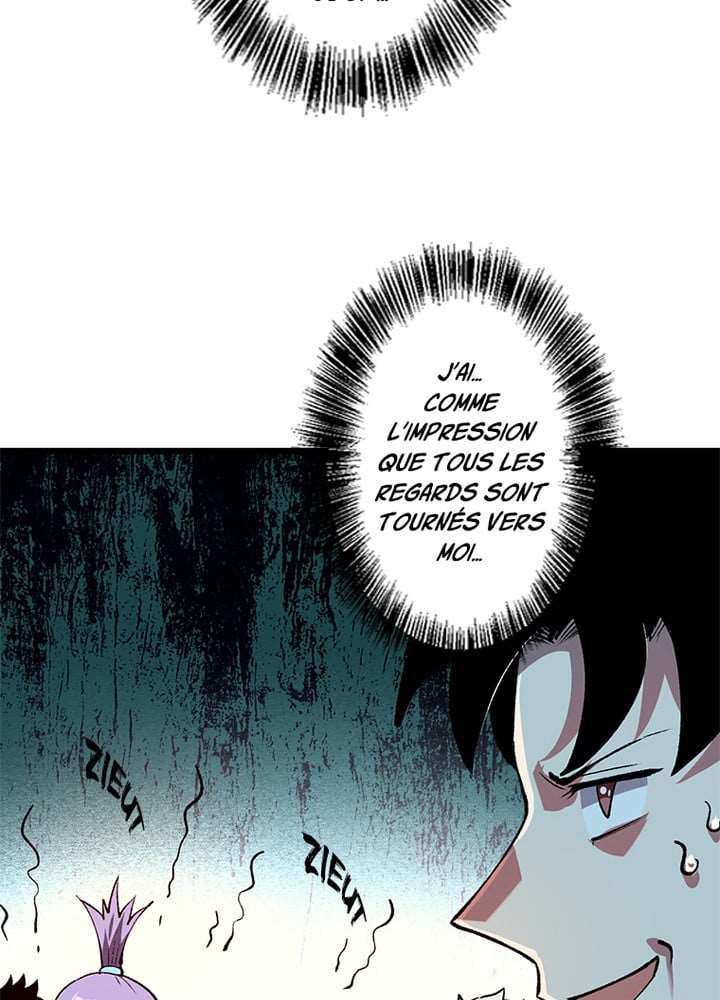 J'AI...
COMME
L'IMPRESSION
QUE TOUS LES
REGARDS SONT
TOURNÉS VERS
MOI...
ZIEUT
ZIEUT